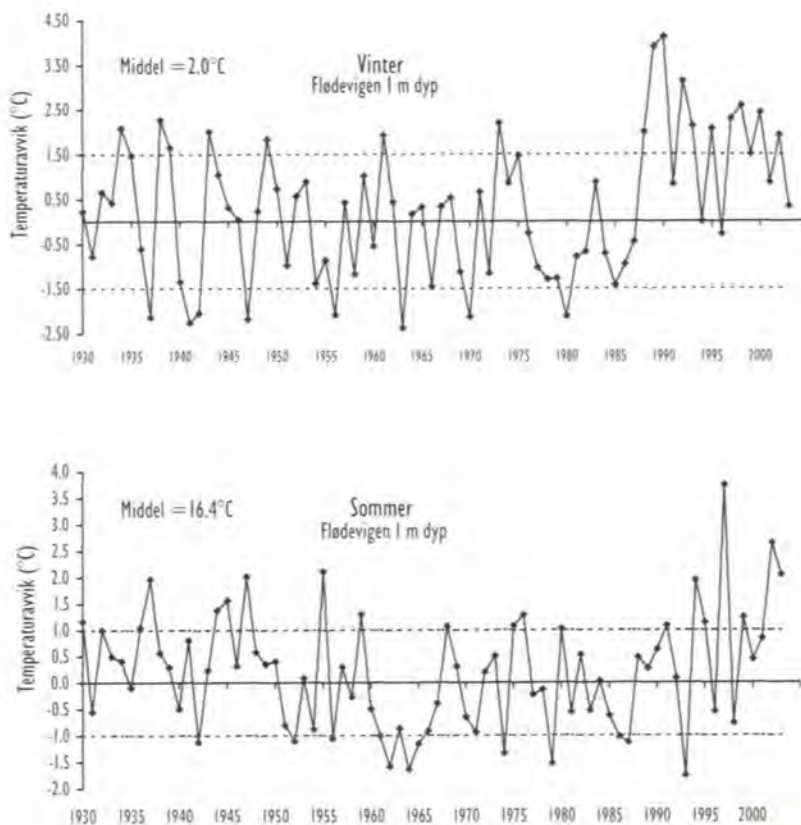 4.50
Middel = 2.0°C
Vinter
Flødevigen 1 m dyp
3.50
2.50
1.50
0.50
-0.50
-1.50
-2.50
Temperaturavvik (°C)
1930 1935 1940 1945 1950 1955 1960 1965 1970 1975 1980 1985 1990 1995 2000
4.0
Middel = 16.4°C
Sommer
Flødevigen 1 m dyp
3.5
3.0
2.5
2.0
1.5
1.0
0.5
0.0
-0.5
-1.0
-1.5
-2.0
Temperaturavvik (°C)
1930 1935 1940 1945 1950 1955 1960 1965 1970 1975 1980 1985 1990 1995 2000